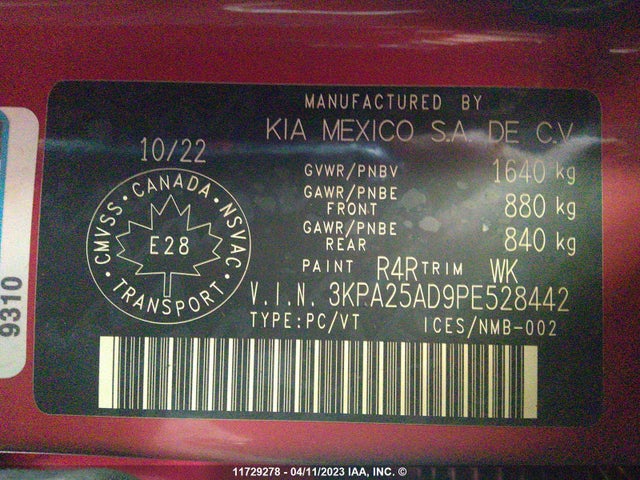 MANUFACTURED BY
KIA MEXICO S.A. DE C.V
10/22
GVWR/PNBV 1640 kg
GAWR/PNBE FRONT 880 kg
GAWR/PNBE REAR 840 kg
PAINT R4R TRIM WK
V.I.N. 3KPA25AD9PE528442
TYPE:PC/VT ICES/NMB-002
CMVSS · CANADA · NSVAC · TRANSPORT ·
E28
9310
11729278 - 04/11/2023 IAA, INC. ©